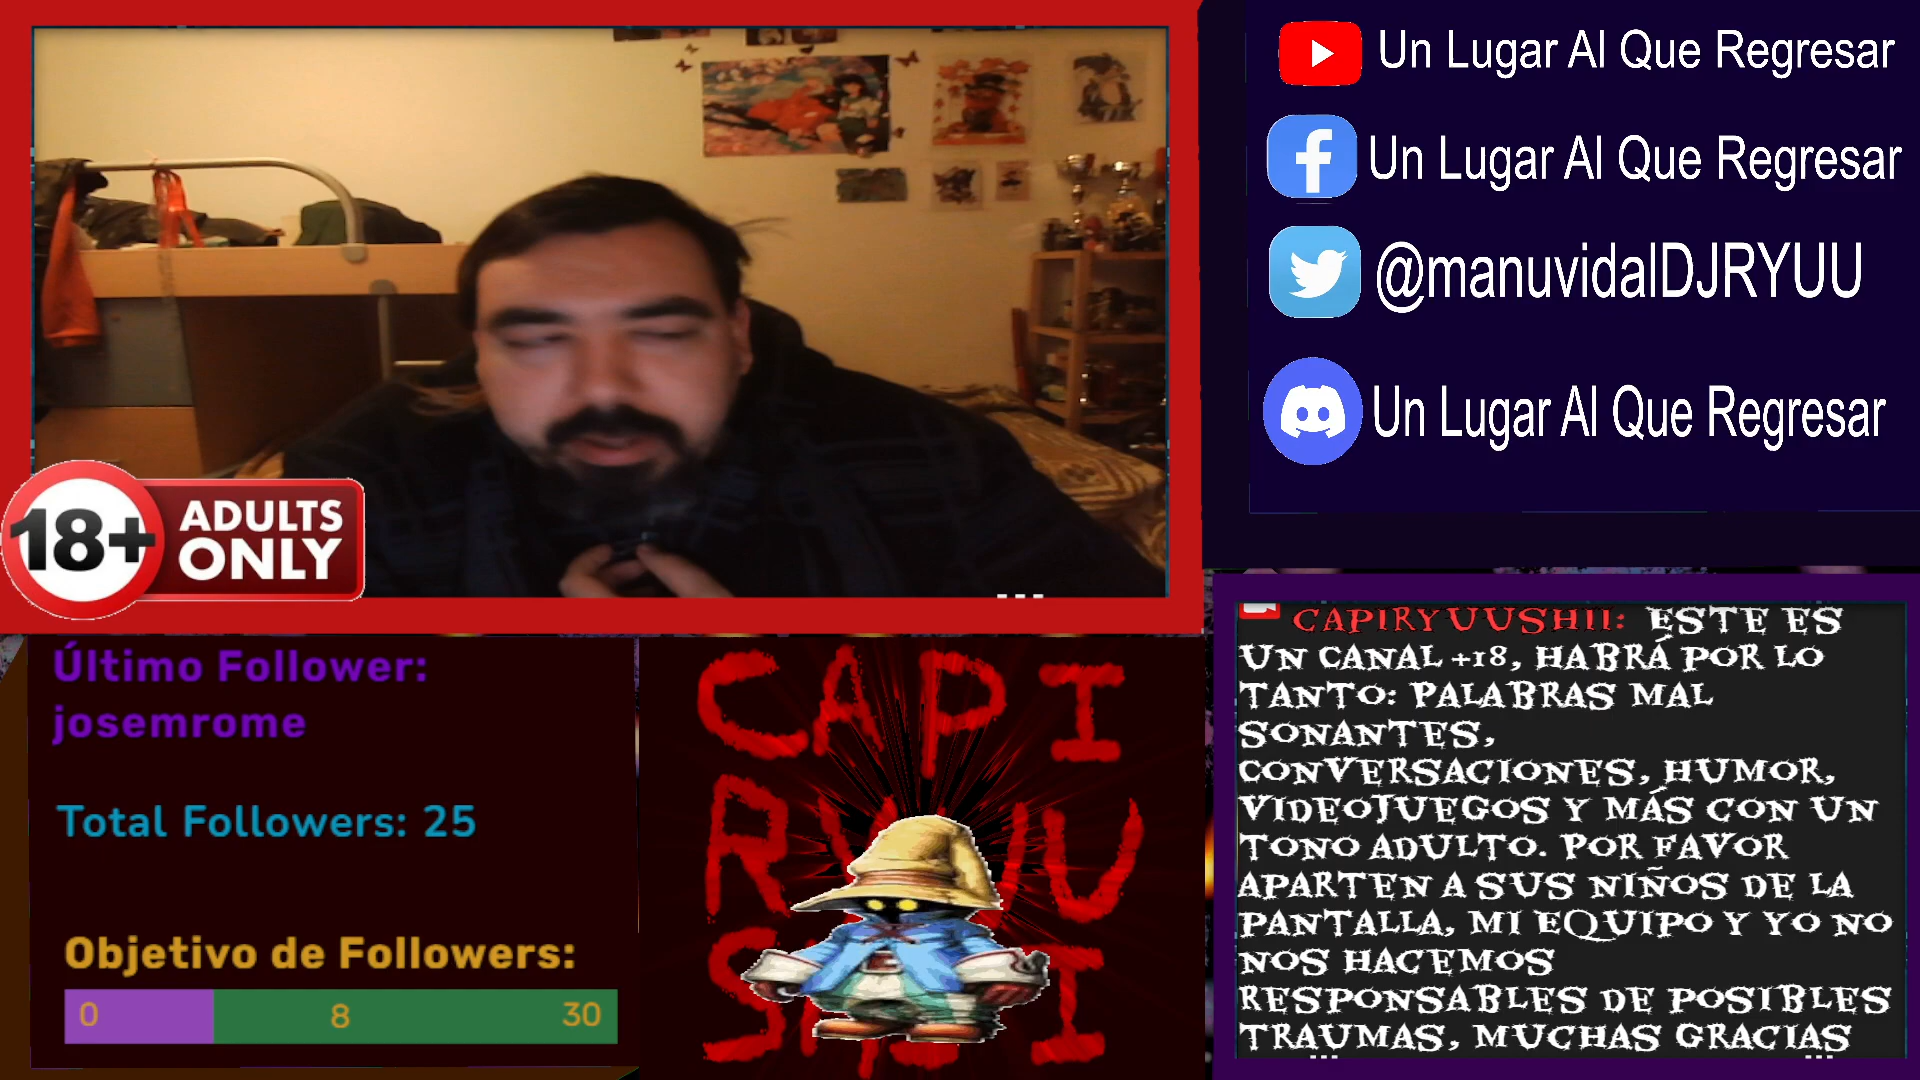 Un Lugar Al Que Regresar
Un Lugar Al Que Regresar
@manuvidalDJRYUU
Un Lugar Al Que Regresar
18+ ADULTS
ONLY
Último Follower:
josemrome
Total Followers: 25
Objetivo de Followers:
0 8 30
CAPI
RYUU
SHI
CAPIRYUUSHII: ESTE ES
UN CANAL +18, HABRÁ POR LO
TANTO: PALABRAS MAL
SONANTES,
CONVERSACIONES, HUMOR,
VIDEOJUEGOS Y MÁS CON UN
TONO ADULTO. POR FAVOR
APARTEN A SUS NIÑOS DE LA
PANTALLA, MI EQUIPO Y YO NO
NOS HACEMOS
RESPONSABLES DE POSIBLES
TRAUMAS, MUCHAS GRACIAS